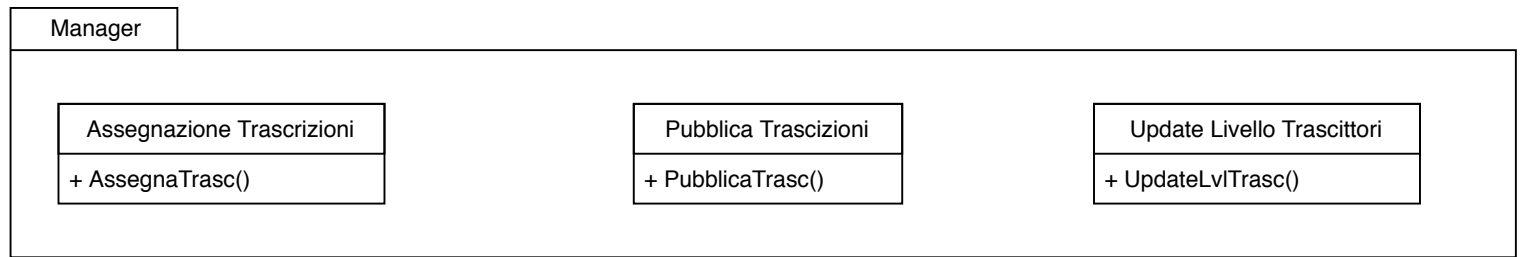 Manager
Assegnazione Trascrizioni
+ AssegnaTrasc()
Pubblica Trascizioni
+ PubblicaTrasc()
Update Livello Trascittori
+ UpdateLvlTrasc()